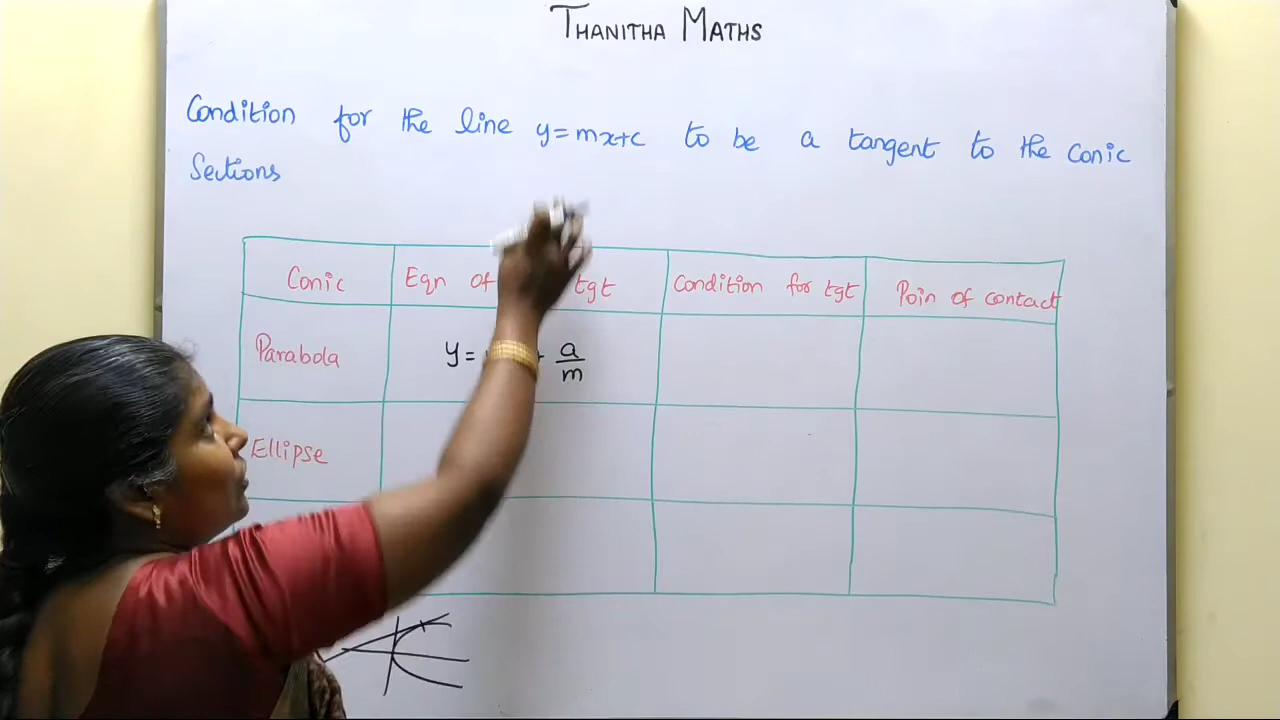 THANITHA MATHS
Condition for the line y=mx+c to be a tangent to the conic
Sections
Conic
Eqn of tgt
Condition for tgt
Poin of contact
Parabola
y= + a/m
Ellipse